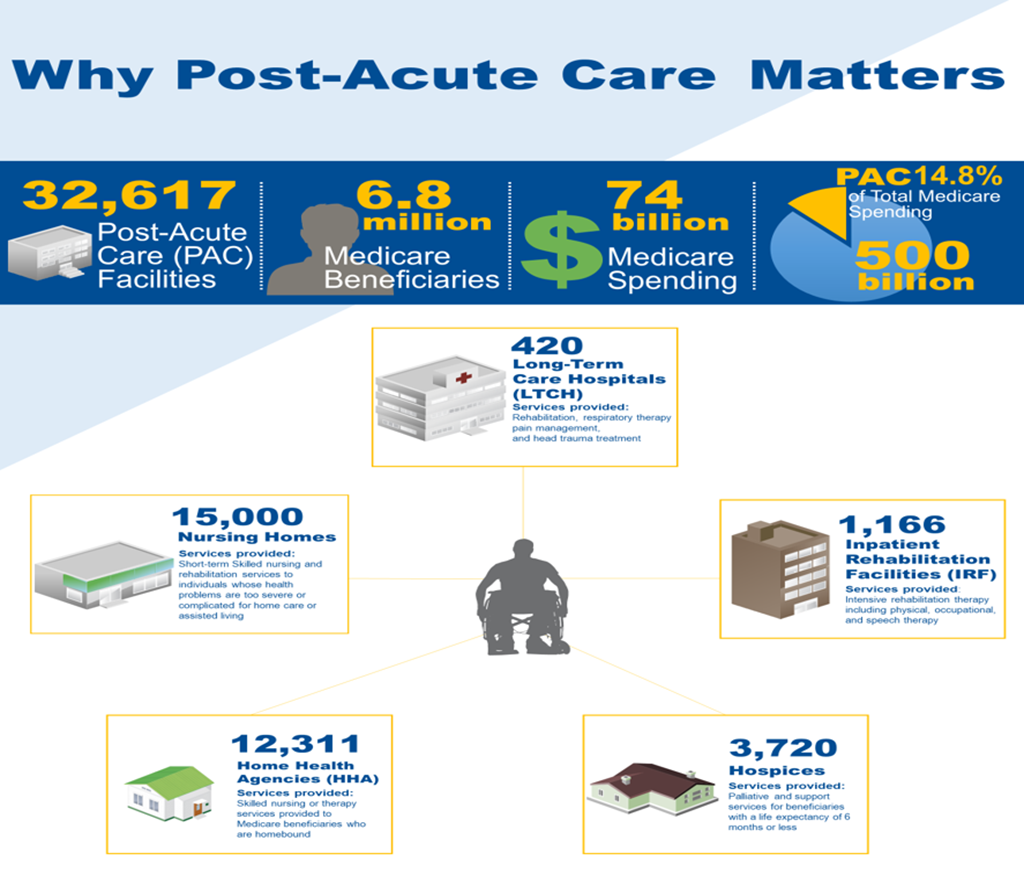 Why Post-Acute Care Matters
32,617
Post-Acute
Care (PAC)
Facilities
6.8
million
Medicare
Beneficiaries
$
74
billion
Medicare
Spending
PAC14.8%
of Total Medicare
Spending
500
billion
420
Long-Term
Care Hospitals
(LTCH)
Services provided:
Rehabilitation, respiratory therapy
pain management,
and head trauma treatment
15,000
Nursing Homes
Services provided:
Short-term Skilled nursing and
rehabilitation services to
individuals whose health
problems are too severe or
complicated for home care or
assisted living
1,166
Inpatient
Rehabilitation
Facilities (IRF)
Services provided:
Intensive rehabilitation therapy
including physical, occupational,
and speech therapy
12,311
Home Health
Agencies (HHA)
Services provided:
Skilled nursing or therapy
services provided to
Medicare beneficiaries who
are homebound
3,720
Hospices
Services provided:
Palliative and support
services for beneficiaries
with a life expectancy of 6
months or less